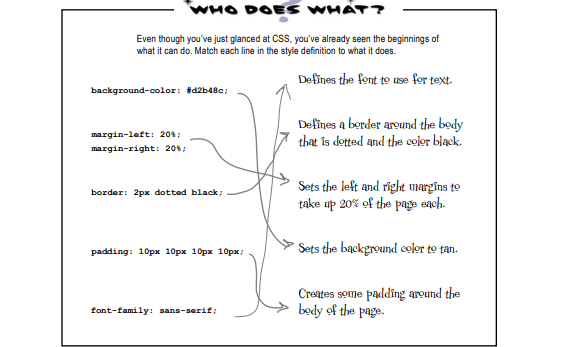 WHO DOES WHAT?
Even though you've just glanced at CSS, you've already seen the beginnings of
what it can do. Match each line in the style definition to what it does.
background-color: #d2b48c;
Defines the font to use for text.
margin-left: 20%;
margin-right: 20%;
Defines a border around the body
that is dotted and the color black.
border: 2px dotted black;
Sets the left and right margins to
take up 20% of the page each.
padding: 10px 10px 10px 10px;
Sets the background color to tan.
font-family: sans-serif;
Creates some padding around the
body of the page.